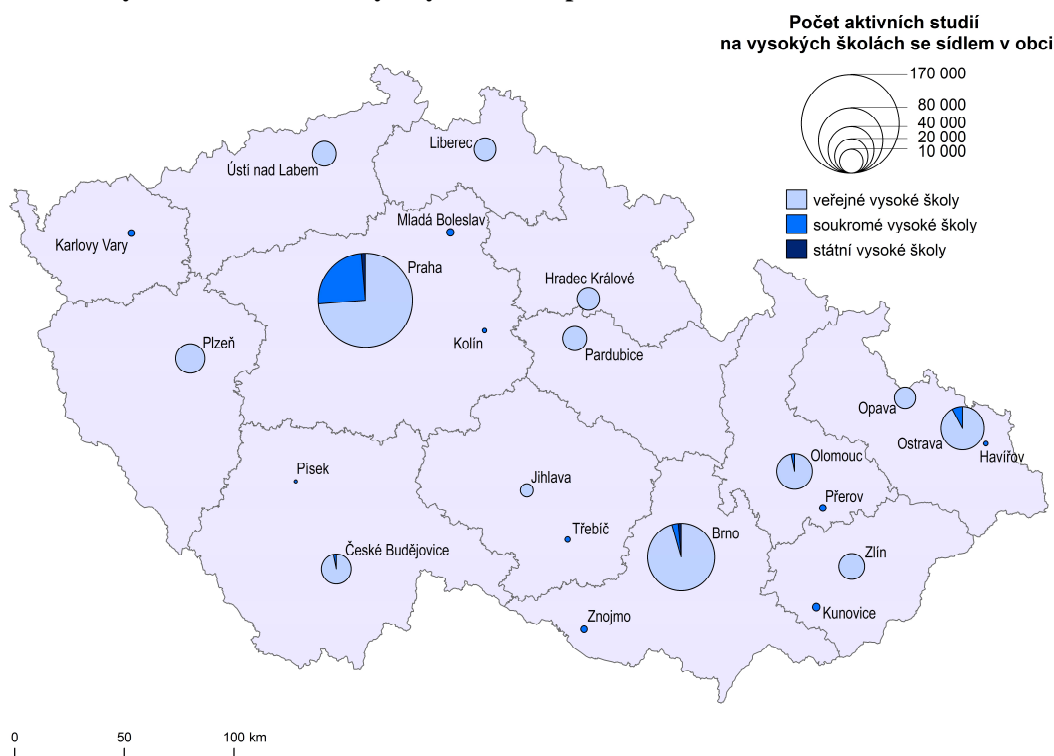 Počet aktivních studií
na vysokých školách se sídlem v obci
170 000
80 000
40 000
20 000
10 000
veřejné vysoké školy
soukromé vysoké školy
státní vysoké školy
Liberec
Ústí nad Labem
Mladá Boleslav
Karlovy Vary
Praha
Hradec Králové
Kolín
Plzeň
Pardubice
Opava
Ostrava
Havířov
Olomouc
Písek
Jihlava
Přerov
Třebíč
Brno
České Budějovice
Zlín
Znojmo
Kunovice
0
50
100 km